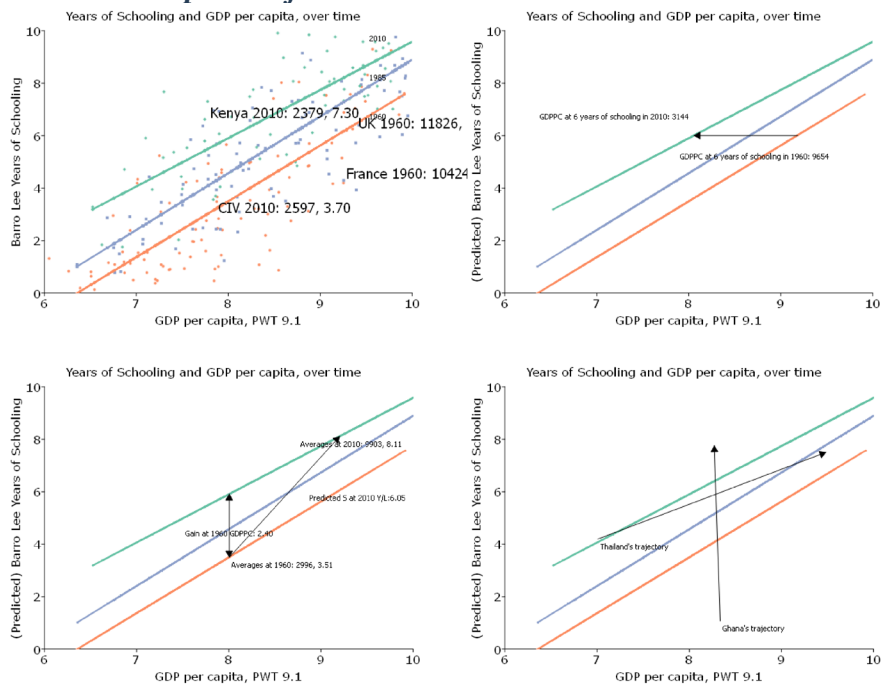 Years of Schooling and GDP per capita, over time
10
8
6
4
2
0
Barro Lee Years of Schooling
2010
1985
1960
Kenya 2010: 2379, 7.30
UK 1960: 11826,
France 1960: 10424
CIV 2010: 2597, 3.70
6 7 8 9 10
GDP per capita, PWT 9.1
Years of Schooling and GDP per capita, over time
10
8
6
4
2
0
(Predicted) Barro Lee Years of Schooling
GDPPC at 6 years of schooling in 2010: 3144
GDPPC at 6 years of schooling in 1960: 9654
6 7 8 9 10
GDP per capita, PWT 9.1
Years of Schooling and GDP per capita, over time
10
8
6
4
2
0
(Predicted) Barro Lee Years of Schooling
Averages at 2010: 9903, 8.11
Predicted S at 2010 Y/L:6.05
Gain at 1960 GDPPC: 2.40
Averages at 1960: 2996, 3.51
6 7 8 9 10
GDP per capita, PWT 9.1
Years of Schooling and GDP per capita, over time
10
8
6
4
2
0
(Predicted) Barro Lee Years of Schooling
Thailand's trajectory
Ghana's trajectory
6 7 8 9 10
GDP per capita, PWT 9.1